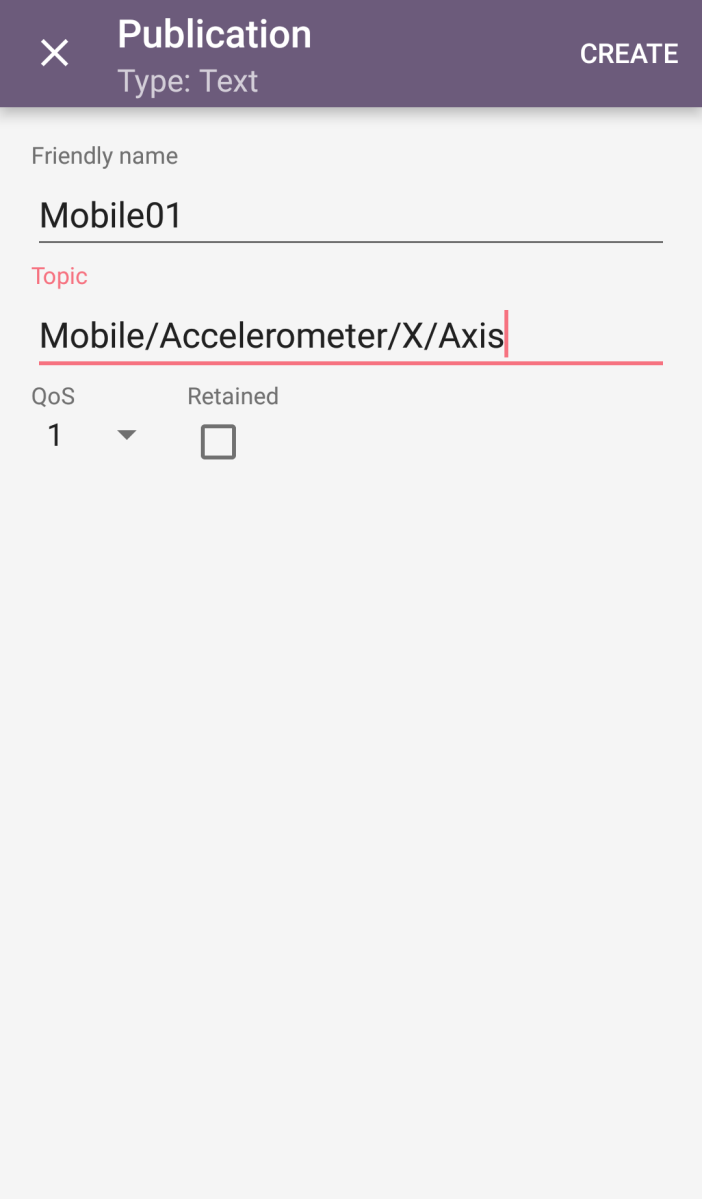 Publication
CREATE
Type: Text
Friendly name
Mobile01
Topic
Mobile/Accelerometer/X/Axis
QoS Retained
1